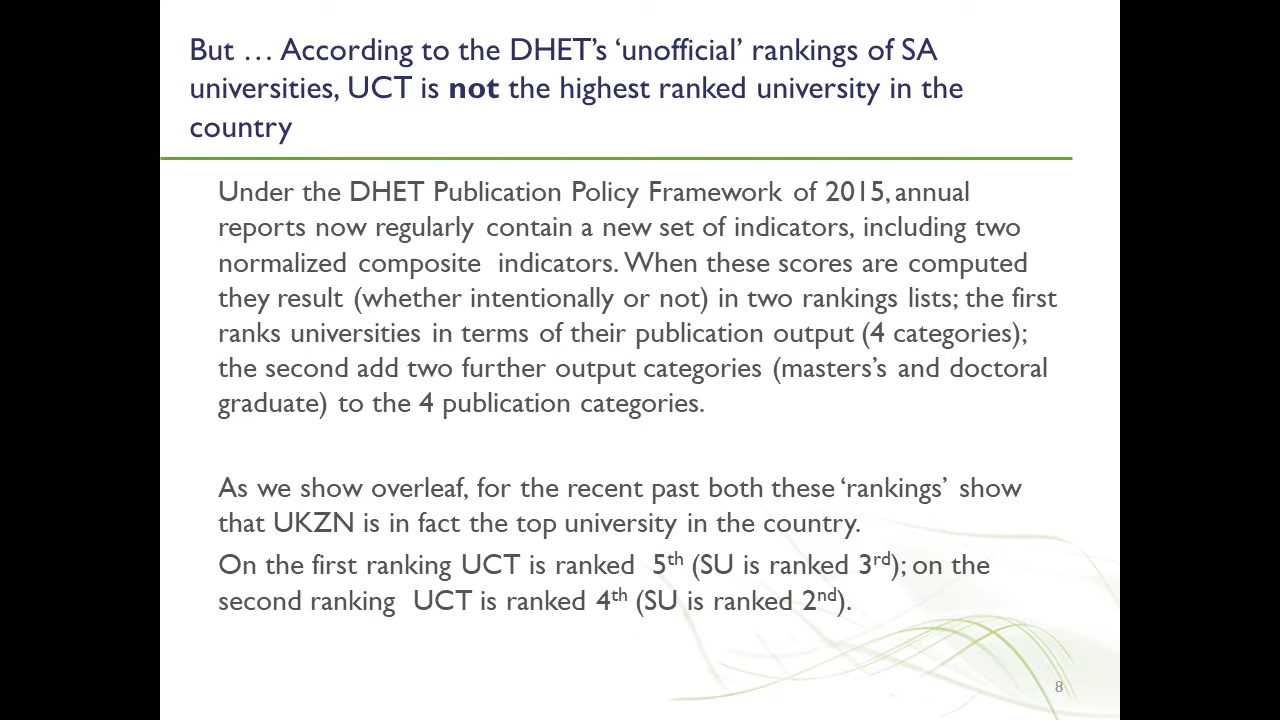 But … According to the DHET’s ‘unofficial’ rankings of SA
universities, UCT is not the highest ranked university in the
country
Under the DHET Publication Policy Framework of 2015, annual
reports now regularly contain a new set of indicators, including two
normalized composite indicators. When these scores are computed
they result (whether intentionally or not) in two rankings lists; the first
ranks universities in terms of their publication output (4 categories);
the second add two further output categories (masters’s and doctoral
graduate) to the 4 publication categories.
As we show overleaf, for the recent past both these ‘rankings’ show
that UKZN is in fact the top university in the country.
On the first ranking UCT is ranked 5th (SU is ranked 3rd); on the
second ranking UCT is ranked 4th (SU is ranked 2nd).
8